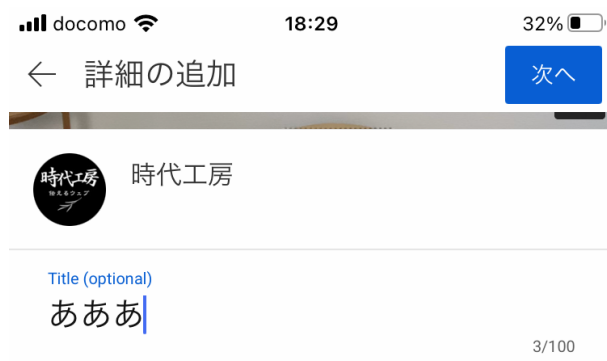 docomo 18:29 32%
詳細の追加 次へ
時代工房
伝えるウェブ
時代工房
Title (optional)
あああ
3/100